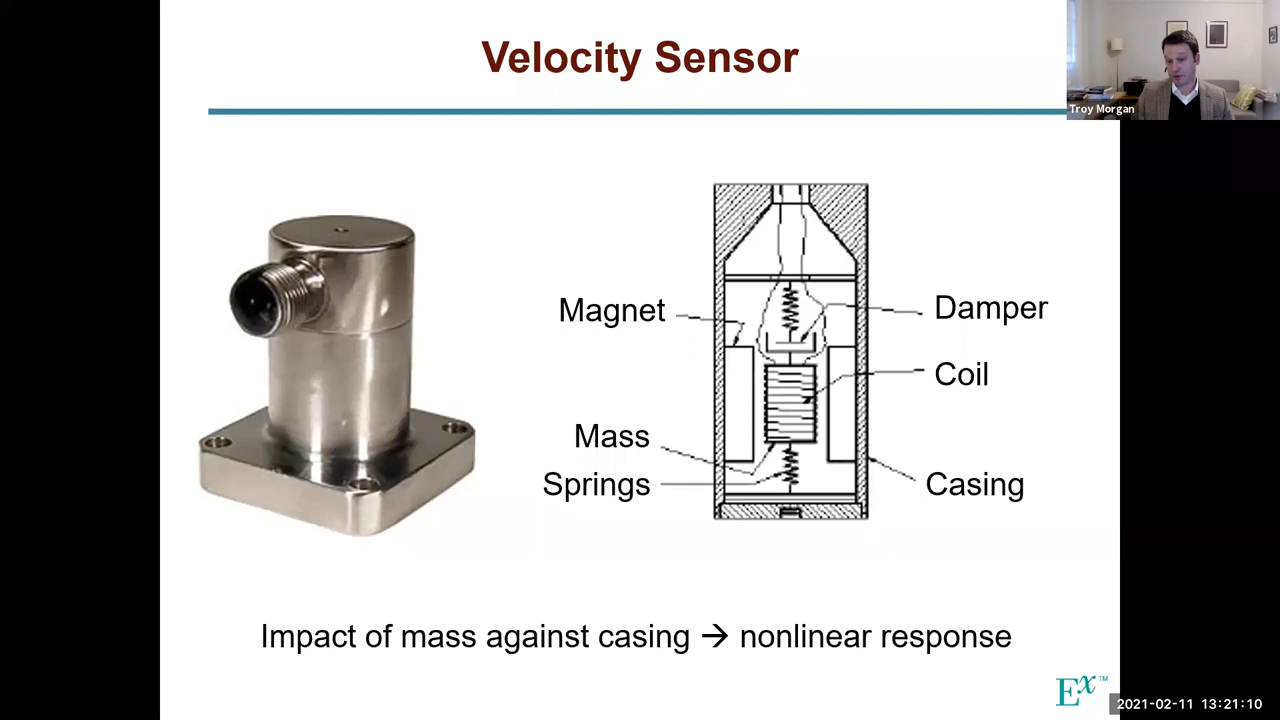 Velocity Sensor
Troy Morgan
Magnet
Damper
Coil
Mass
Springs
Casing
Impact of mass against casing → nonlinear response
Ex™
2021-02-11 13:21:10